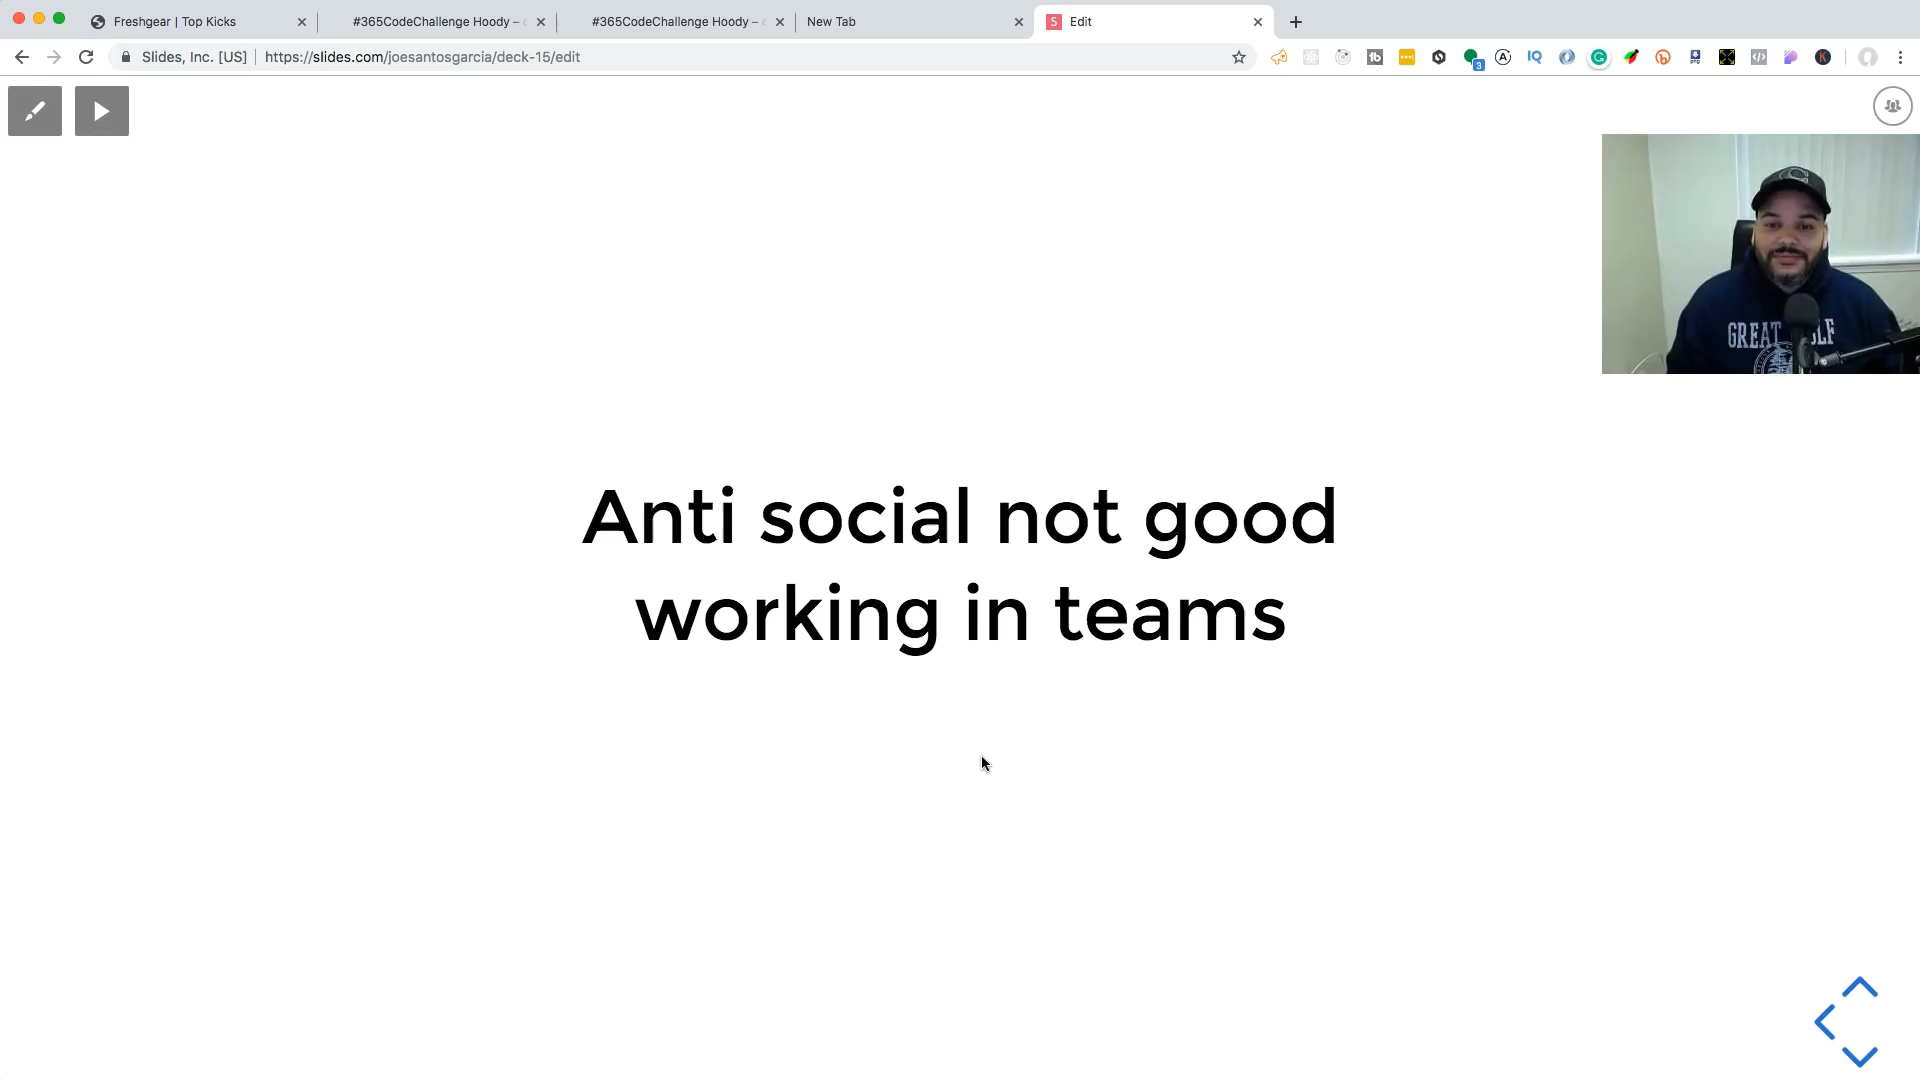 Freshgear | Top Kicks
#365CodeChallenge Hoody –
#365CodeChallenge Hoody –
New Tab
S
Edit
Slides, Inc. [US]
https://slides.com/joesantosgarcia/deck-15/edit
3
GREAT
Anti social not good
working in teams